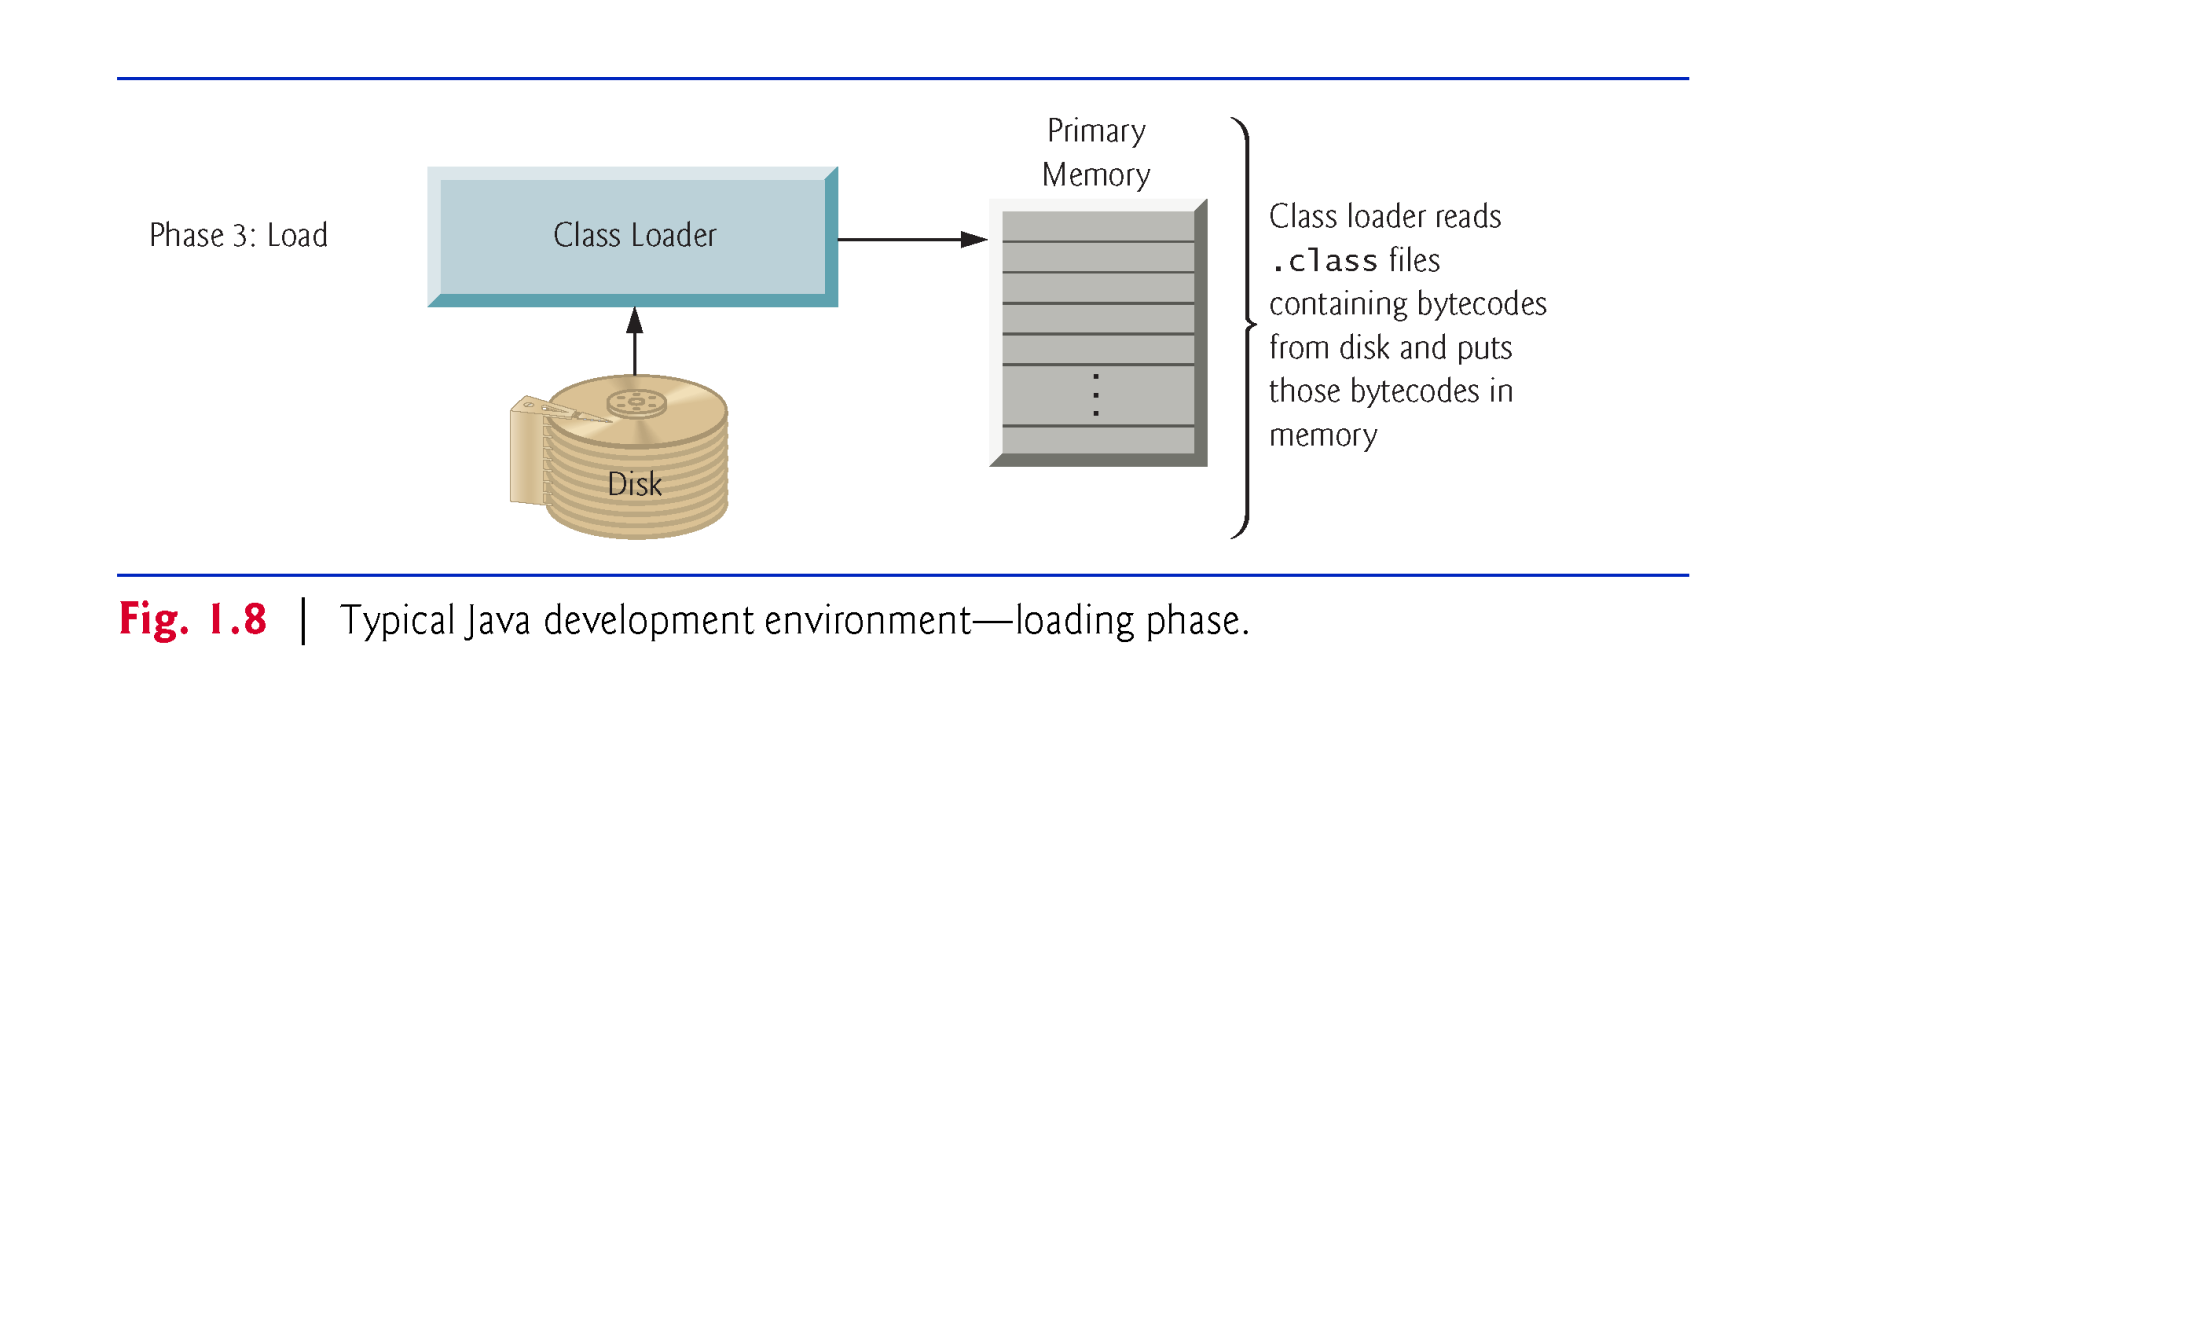 Phase 3: Load
Class Loader
Disk
Primary
Memory
Class loader reads
.class files
containing bytecodes
from disk and puts
those bytecodes in
memory
Fig. 1.8 | Typical Java development environment—loading phase.